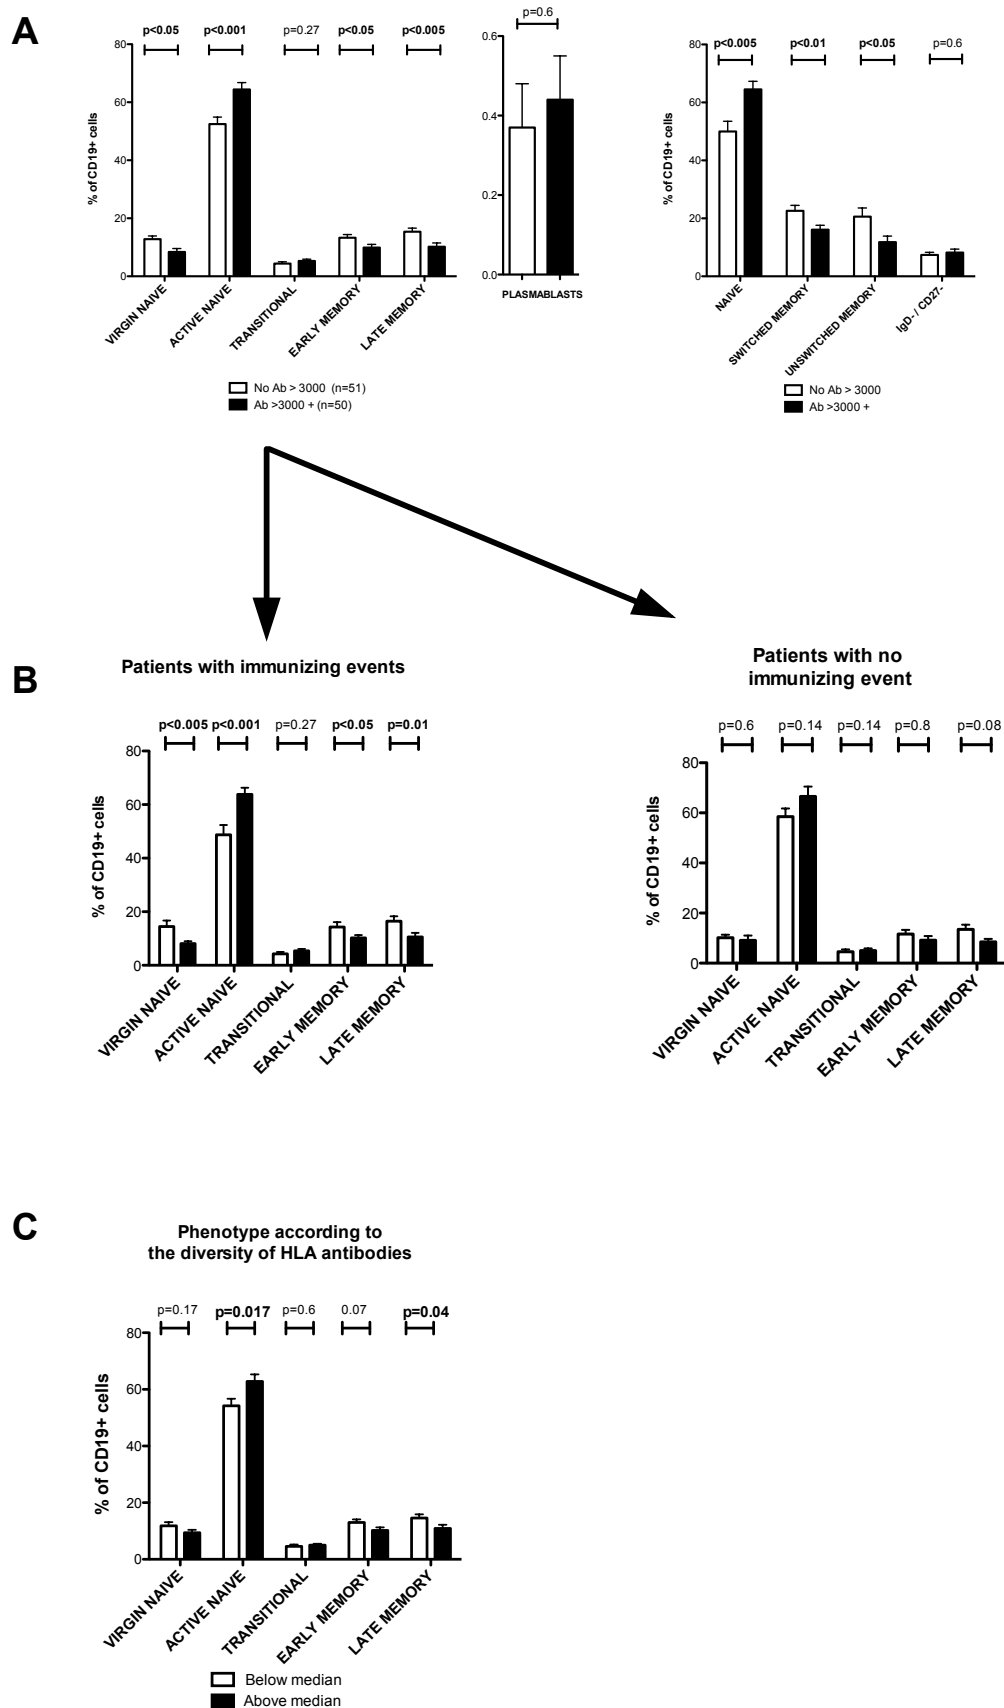 A
p<0.05
p<0.001
p=0.27
p<0.05
p<0.005
80
60
40
20
0
% of CD19+ cells
VIRGIN NAIVE
ACTIVE NAIVE
TRANSITIONAL
EARLY MEMORY
LATE MEMORY
No Ab > 3000 (n=51)
Ab >3000 + (n=50)
p=0.6
0.6
0.4
0.2
0.0
PLASMABLASTS
p<0.005
p<0.01
p<0.05
p=0.6
80
60
40
20
0
% of CD19+ cells
NAIVE
SWITCHED MEMORY
UNSWITCHED MEMORY
IgD- / CD27-
No Ab > 3000
Ab >3000 +
B
Patients with immunizing events
p<0.005
p<0.001
p=0.27
p<0.05
p=0.01
80
60
40
20
0
% of CD19+ cells
VIRGIN NAIVE
ACTIVE NAIVE
TRANSITIONAL
EARLY MEMORY
LATE MEMORY
Patients with no
immunizing event
p=0.6
p=0.14
p=0.14
p=0.8
p=0.08
80
60
40
20
0
% of CD19+ cells
VIRGIN NAIVE
ACTIVE NAIVE
TRANSITIONAL
EARLY MEMORY
LATE MEMORY
C
Phenotype according to
the diversity of HLA antibodies
p=0.17
p=0.017
p=0.6
0.07
p=0.04
80
60
40
20
0
% of CD19+ cells
VIRGIN NAIVE
ACTIVE NAIVE
TRANSITIONAL
EARLY MEMORY
LATE MEMORY
Below median
Above median